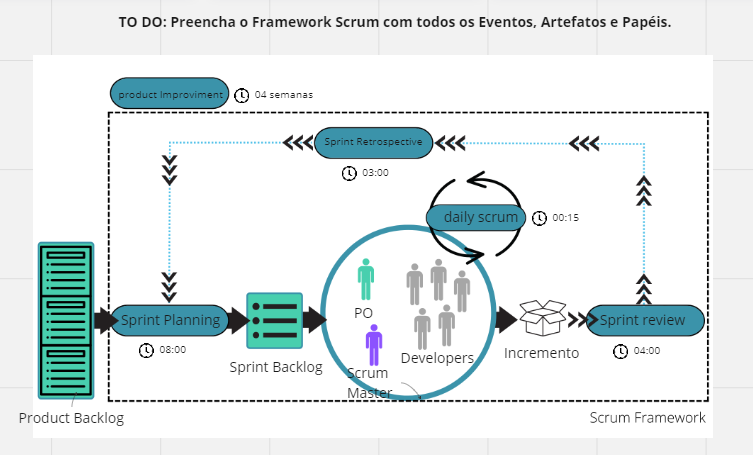 TO DO: Preencha o Framework Scrum com todos os Eventos, Artefatos e Papéis.
product Improviment
04 semanas
Sprint Retrospective
03:00
daily scrum
00:15
PO
Sprint Planning
08:00
Sprint Backlog
Scrum
Master
Developers
Incremento
Sprint review
04:00
Product Backlog
Scrum Framework